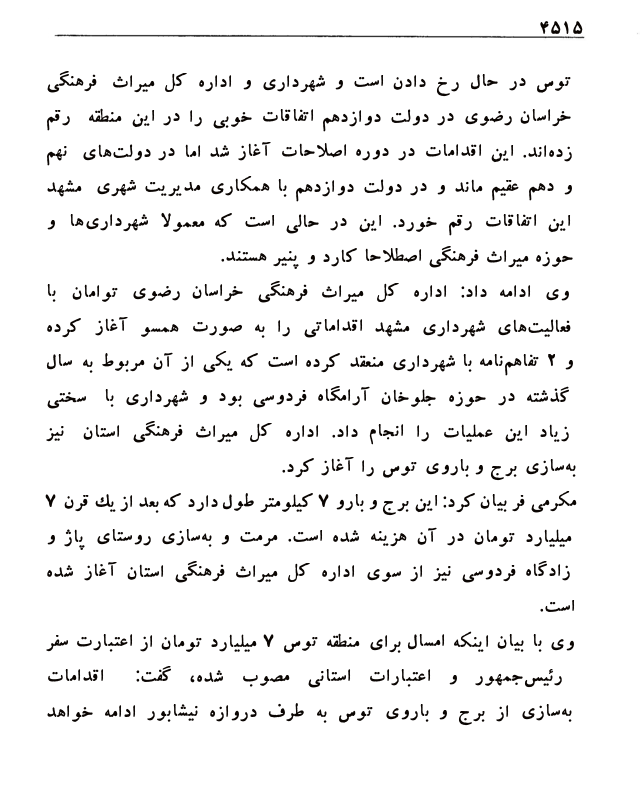 ۴۵۱۵
توس در حال رخ دادن است و شهرداری و اداره کل میراث فرهنگی
خراسان رضوی در دولت دوازدهم اتفاقات خوبی را در این منطقه رقم
زده‌اند. این اقدامات در دوره اصلاحات آغاز شد اما در دولت‌های نهم
و دهم عقیم ماند و در دولت دوازدهم با همکاری مدیریت شهری مشهد
این اتفاقات رقم خورد. این در حالی است که معمولا شهرداری‌ها و
حوزه میراث فرهنگی اصطلاحا کارد و پنیر هستند.
وی ادامه داد: اداره کل میراث فرهنگی خراسان رضوی توامان با
فعالیت‌های شهرداری مشهد اقداماتی را به صورت همسو آغاز کرده
و ۲ تفاهم‌نامه با شهرداری منعقد کرده است که یکی از آن مربوط به سال
گذشته در حوزه جلوخان آرامگاه فردوسی بود و شهرداری با سختی
زیاد این عملیات را انجام داد. اداره کل میراث فرهنگی استان نیز
به‌سازی برج و باروی توس را آغاز کرد.
مکرمی فر بیان کرد: این برج و بارو ۷ کیلومتر طول دارد که بعد از یك قرن ۷
میلیارد تومان در آن هزینه شده است. مرمت و به‌سازی روستای پاژ و
زادگاه فردوسی نیز از سوی اداره کل میراث فرهنگی استان آغاز شده
است.
وی با بیان اینکه امسال برای منطقه توس ۷ میلیارد تومان از اعتبارت سفر
رئیس‌جمهور و اعتبارات استانی مصوب شده، گفت: اقدامات
به‌سازی از برج و باروی توس به طرف دروازه نیشابور ادامه خواهد